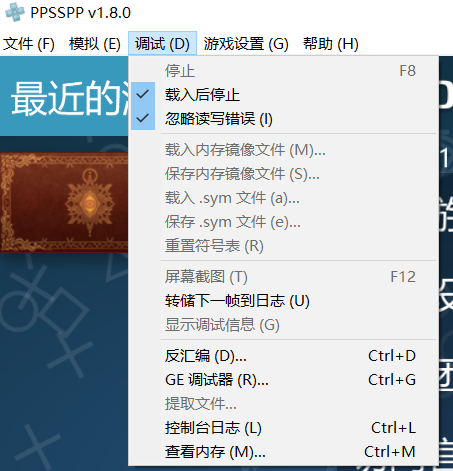 PPSSPP v1.8.0
文件 (F) 模拟 (E) 调试 (D) 游戏设置 (G) 帮助 (H)
最近的
停止 F8
载入后停止
忽略读写错误 (I)
载入内存镜像文件 (M)...
保存内存镜像文件 (S)...
载入 .sym 文件 (a)...
保存 .sym 文件 (e)...
重置符号表 (R)
屏幕截图 (T) F12
转储下一帧到日志 (U)
显示调试信息 (G)
反汇编 (D)... Ctrl+D
GE 调试器 (R)... Ctrl+G
提取文件...
控制台日志 (L) Ctrl+L
查看内存 (M)... Ctrl+M